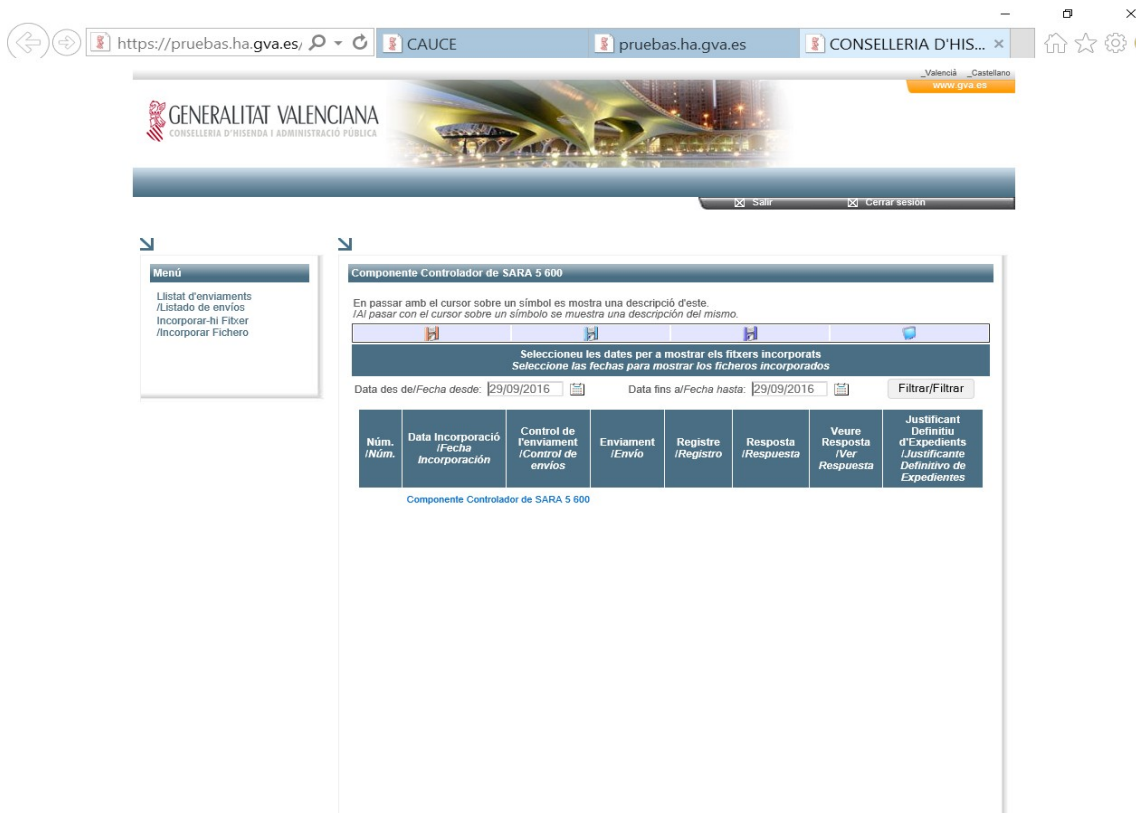 https://pruebas.ha.gva.es/
CAUCE
pruebas.ha.gva.es
CONSELLERIA D'HIS...
_Valencià _Castellano
www.gva.es
GENERALITAT VALENCIANA
CONSELLERIA D'HISENDA I ADMINISTRACIÓ PÚBLICA
Salir Cerrar sesión
Menú
Llistat d'enviaments
/Listado de envíos
Incorporar-hi Fitxer
/Incorporar Fichero
Componente Controlador de SARA 5 600
En passar amb el cursor sobre un símbol es mostra una descripció d'este.
/Al pasar con el cursor sobre un símbolo se muestra una descripción del mismo.
Seleccioneu les dates per a mostrar els fitxers incorporats
Seleccione las fechas para mostrar los ficheros incorporados
Data des de/Fecha desde: 29/09/2016 Data fins a/Fecha hasta: 29/09/2016 Filtrar/Filtrar
Núm.
/Núm.
Data Incorporació
/Fecha
Incorporación
Control de
l'enviament
/Control de
envíos
Enviament
/Envío
Registre
/Registro
Resposta
/Respuesta
Veure
Resposta
/Ver
Respuesta
Justificant
Definitiu
d'Expedients
/Justificante
Definitivo de
Expedientes
Componente Controlador de SARA 5 600